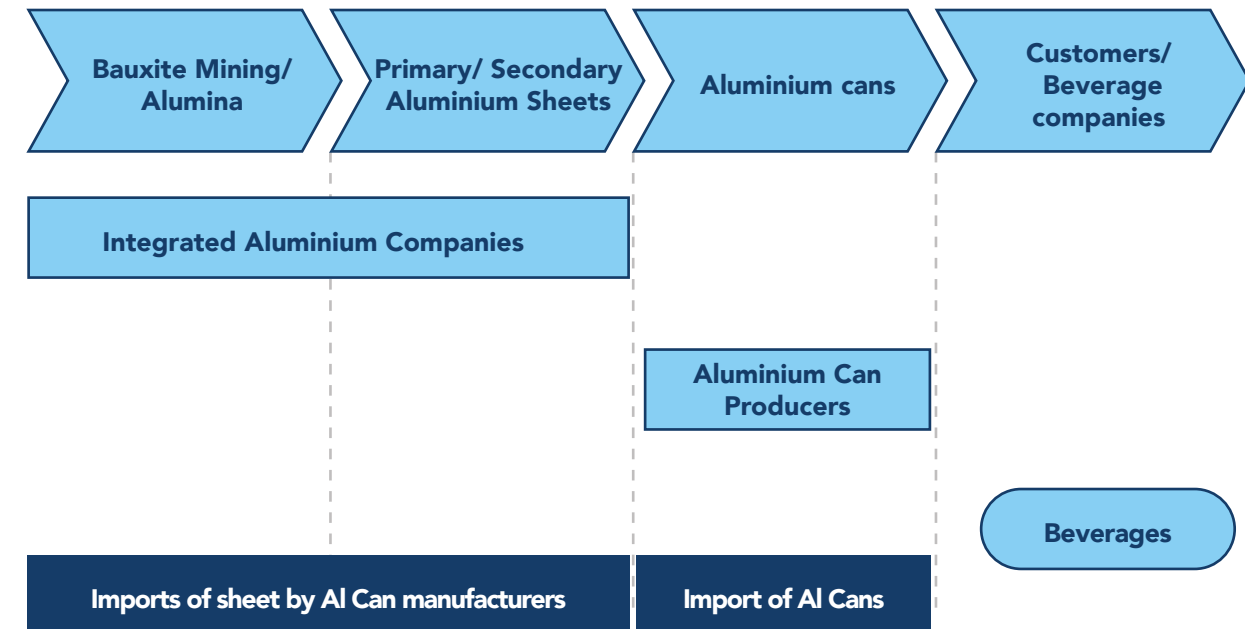 Bauxite Mining/
Alumina
Primary/ Secondary
Aluminium Sheets
Aluminium cans
Customers/
Beverage
companies
Integrated Aluminium Companies
Aluminium Can
Producers
Beverages
Imports of sheet by Al Can manufacturers
Import of Al Cans